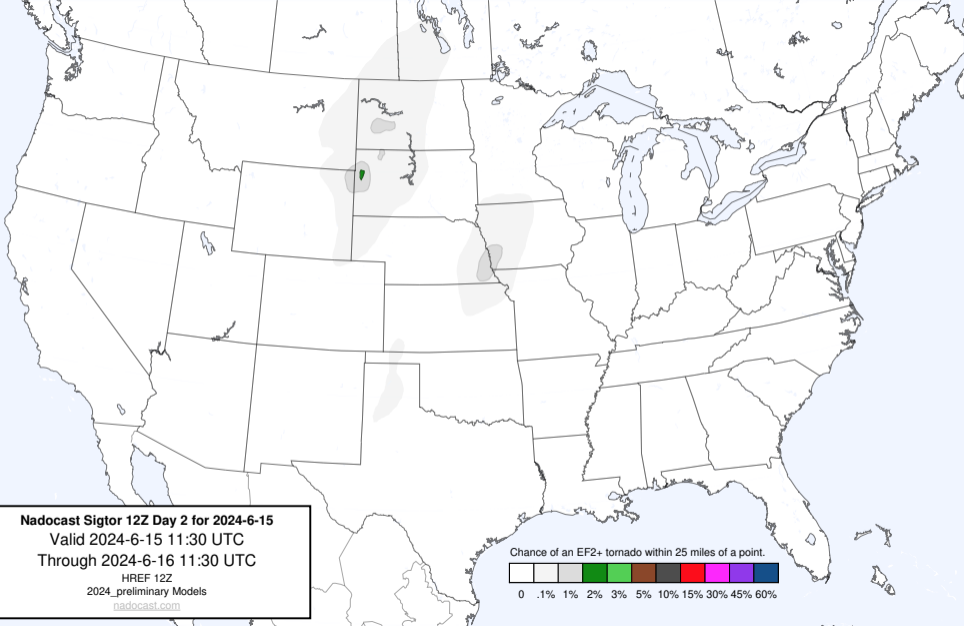 Nadocast Sigtor 12Z Day 2 for 2024-6-15
Valid 2024-6-15 11:30 UTC
Through 2024-6-16 11:30 UTC
HREF 12Z
2024_preliminary Models
nadocast.com
Chance of an EF2+ tornado within 25 miles of a point.
0 .1% 1% 2% 3% 5% 10% 15% 30% 45% 60%